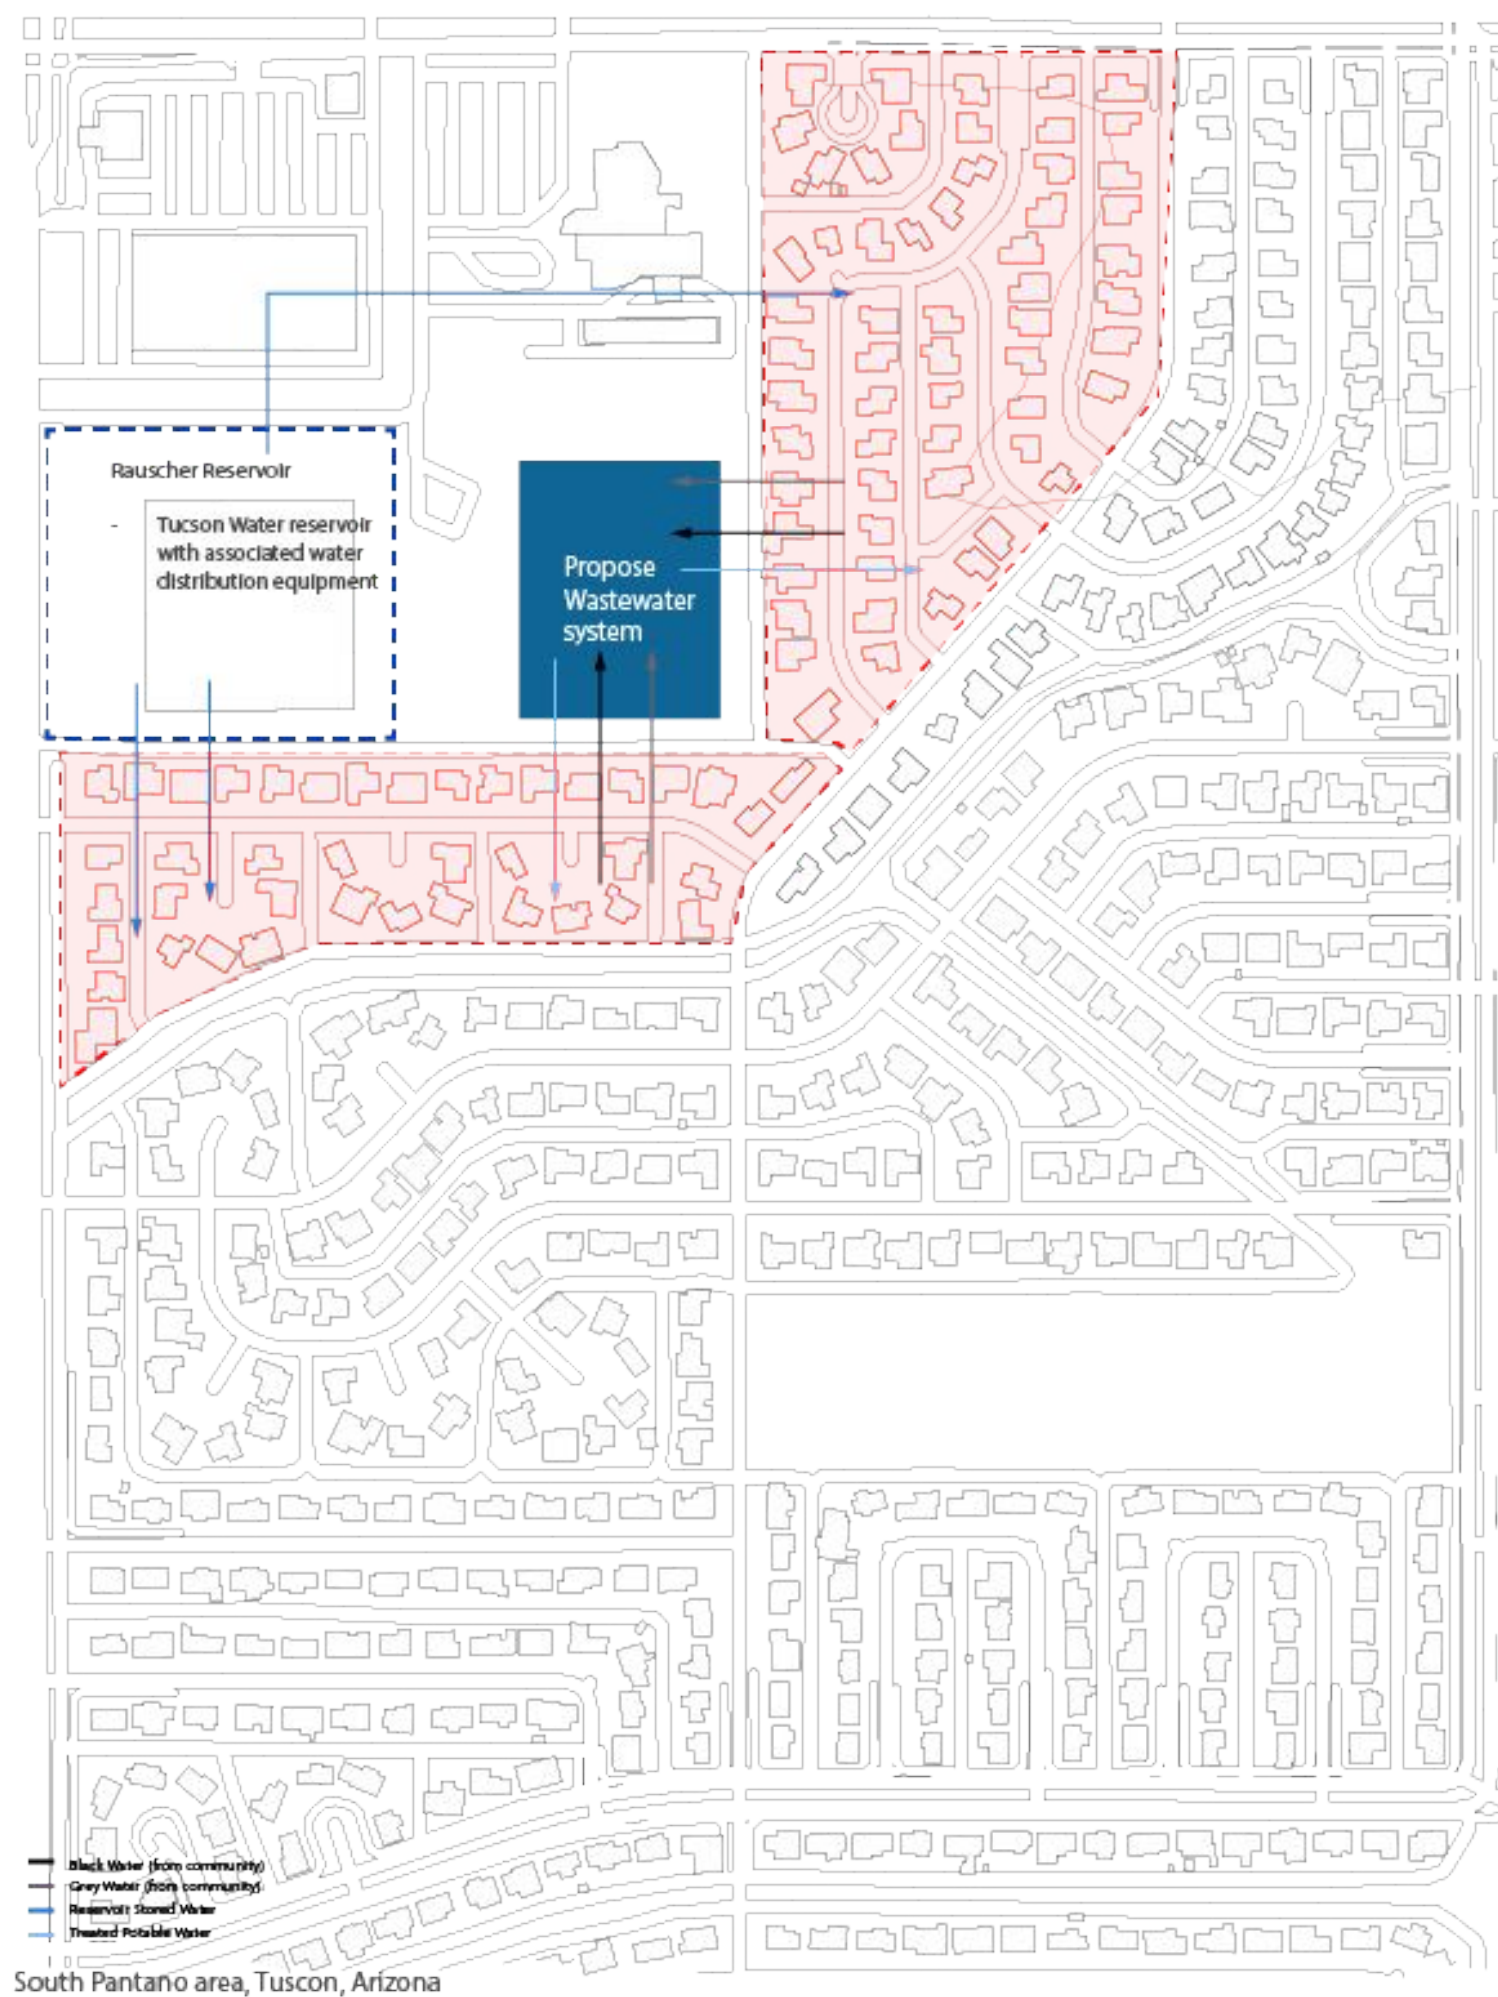 Rauscher Reservoir
- Tucson Water reservoir
with associated water
distribution equipment
Propose
Wastewater
system
Black Water (from community)
Grey Water (from community)
Reservoir Stored Water
Treated Potable Water
South Pantano area, Tuscon, Arizona